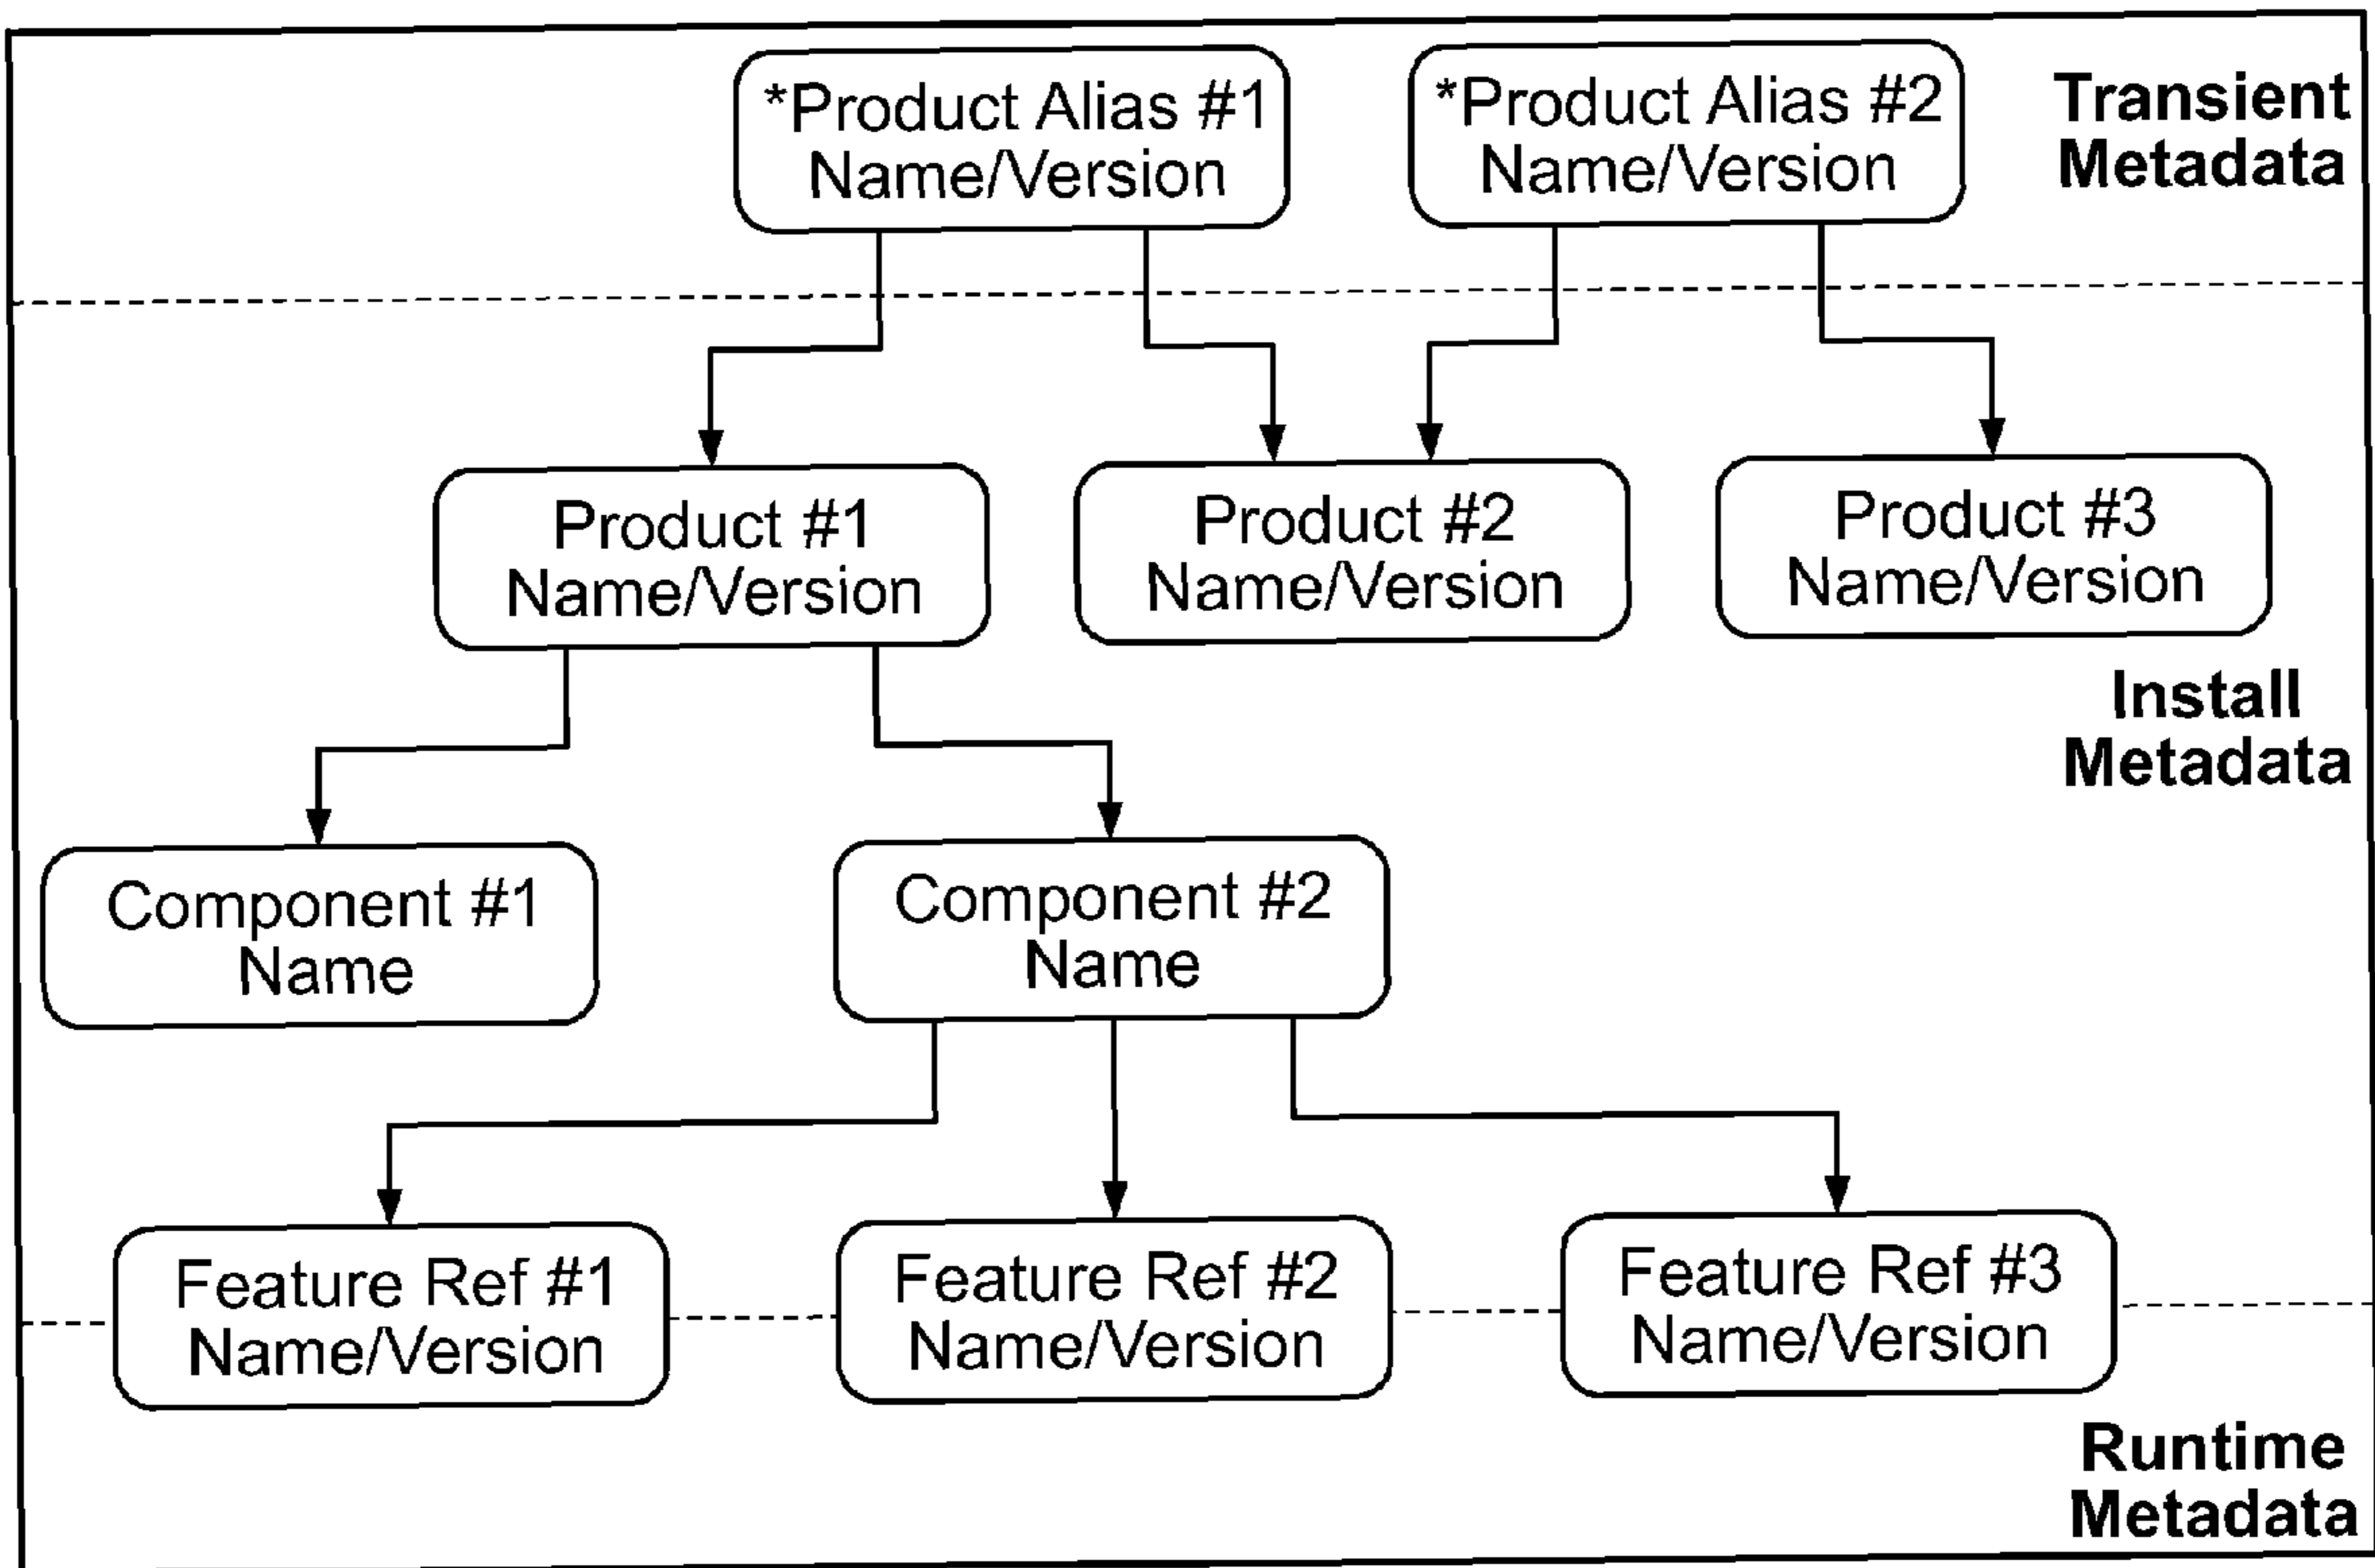 *Product Alias #1
Name/Version
*Product Alias #2
Name/Version
Transient
Metadata
Product #1
Name/Version
Product #2
Name/Version
Product #3
Name/Version
Install
Metadata
Component #1
Name
Component #2
Name
Feature Ref #1
Name/Version
Feature Ref #2
Name/Version
Feature Ref #3
Name/Version
Runtime
Metadata